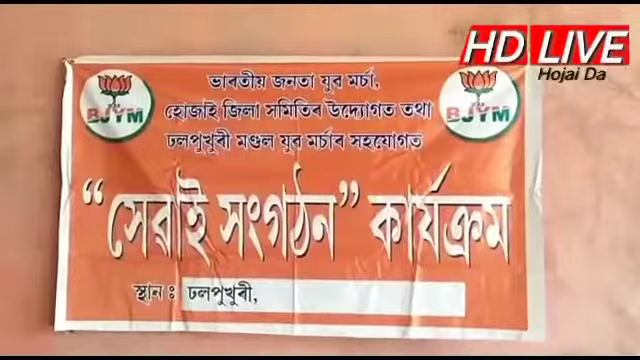 HD LIVE
Hojai Da
ভাৰতীয় জনতা যুৱ মৰ্চা,
হোজাই জিলা সমিতিৰ উদ্যোগত তথা
ঢলপুখুৰী মণ্ডল যুৱ মৰ্চাৰ সহযোগত
BJYM
BJYM
“সেৱাই সংগঠন” কাৰ্যক্ৰম
স্থান : ঢলপুখুৰী,